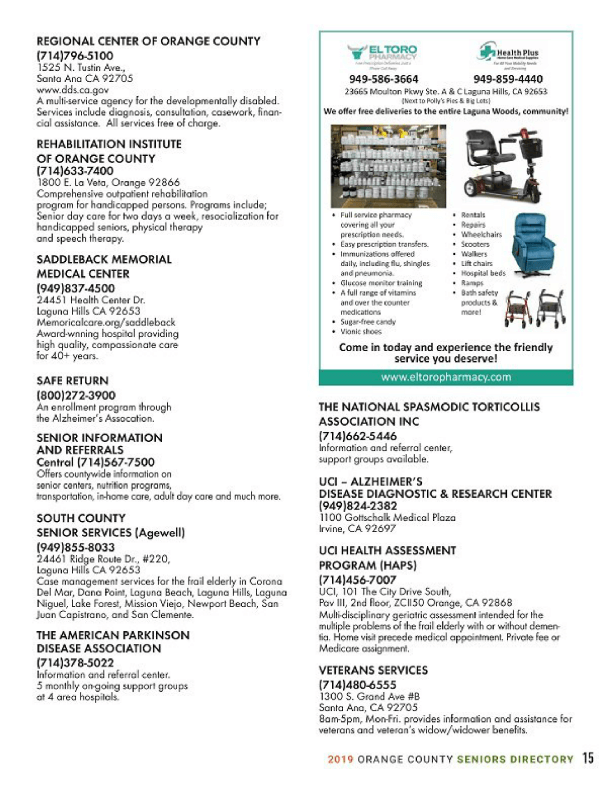 REGIONAL CENTER OF ORANGE COUNTY
(714)796-5100
1525 N. Tustin Ave.,
Santa Ana CA 92705
www.dds.ca.gov
A multi-service agency for the developmentally disabled.
Services include diagnosis, consultation, casework, finan-
cial assistance. All services free of charge.
REHABILITATION INSTITUTE
OF ORANGE COUNTY
(714)633-7400
1800 E. La Veta, Orange 92866
Comprehensive outpatient rehabilitation
program for handicapped persons. Programs include;
Senior day care for two days a week, resocialization for
handicapped seniors, physical therapy
and speech therapy.
SADDLEBACK MEMORIAL
MEDICAL CENTER
(949)837-4500
24451 Health Center Dr.
Laguna Hills CA 92653
Memoricalcare.org/saddleback
Award-wnning hospital providing
high quality, compassionate care
for 40+ years.
SAFE RETURN
(800)272-3900
An enrollment program through
the Alzheimer's Assocation.
SENIOR INFORMATION
AND REFERRALS
Central (714)567-7500
Offers countywide information on
senior centers, nutrition programs,
transportation, in-home care, adult day care and much more.
SOUTH COUNTY
SENIOR SERVICES (Agewell)
(949)855-8033
24461 Ridge Route Dr., #220,
Laguna Hills CA 92653
Case management services for the frail elderly in Corona
Del Mar, Dana Point, Laguna Beach, Laguna Hills, Laguna
Niguel, Lake Forest, Mission Viejo, Newport Beach, San
Juan Capistrano, and San Clemente.
THE AMERICAN PARKINSON
DISEASE ASSOCIATION
(714)378-5022
Information and referral center.
5 monthly on-going support groups
at 4 area hospitals.
EL TORO
PHARMACY
Health Plus
949-586-3664
949-859-4440
23665 Moulton Pkwy Ste. A & C Laguna Hills, CA 92653
(Next to Polly's Pies & Big Lots)
We offer free deliveries to the entire Laguna Woods, community!
• Full service pharmacy
covering all your
prescription needs.
• Easy prescription transfers.
• Immunizations offered
daily, including flu, shingles
and pneumonia.
• Glucose monitor training
• A full range of vitamins
and over the counter
medications
• Sugar-free candy
• Vionic shoes
• Rentals
• Repairs
• Wheelchairs
• Scooters
• Walkers
• Lift chairs
• Hospital beds
• Ramps
• Bath safety
products &
more!
Come in today and experience the friendly
service you deserve!
www.eltoropharmacy.com
THE NATIONAL SPASMODIC TORTICOLLIS
ASSOCIATION INC
(714)662-5446
Information and referral center,
support groups available.
UCI – ALZHEIMER'S
DISEASE DIAGNOSTIC & RESEARCH CENTER
(949)824-2382
1100 Gottschalk Medical Plaza
Irvine, CA 92697
UCI HEALTH ASSESSMENT
PROGRAM (HAPS)
(714)456-7007
UCI, 101 The City Drive South,
Pav III, 2nd floor, ZCII50 Orange, CA 92868
Multi-disciplinary geriatric assessment intended for the
multiple problems of the frail elderly with or without demen-
tia. Home visit precede medical appointment. Private fee or
Medicare assignment.
VETERANS SERVICES
(714)480-6555
1300 S. Grand Ave #B
Santa Ana, CA 92705
8am-5pm, Mon-Fri. provides information and assistance for
veterans and veteran's widow/widower benefits.
2019 ORANGE COUNTY SENIORS DIRECTORY 15